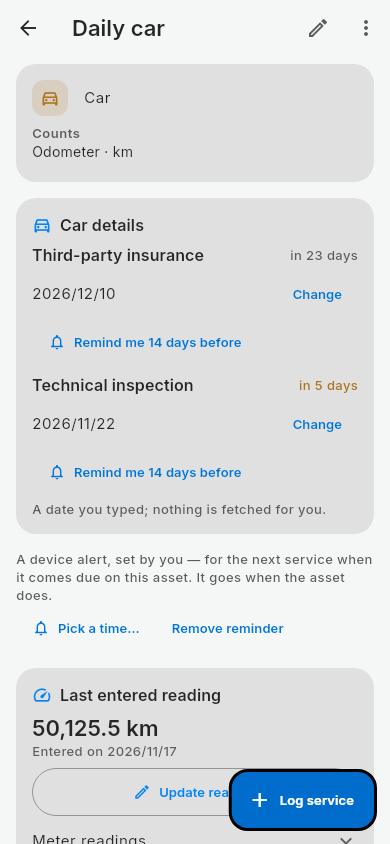 Daily car
Car
Counts
Odometer · km
Car details
Third-party insurance
in 23 days
2026/12/10
Change
Remind me 14 days before
Technical inspection
in 5 days
2026/11/22
Change
Remind me 14 days before
A date you typed; nothing is fetched for you.
A device alert, set by you — for the next service when
it comes due on this asset. It goes when the asset
does.
Pick a time…
Remove reminder
Last entered reading
50,125.5 km
Entered on 2026/11/17
Update
Log service
Meter readings